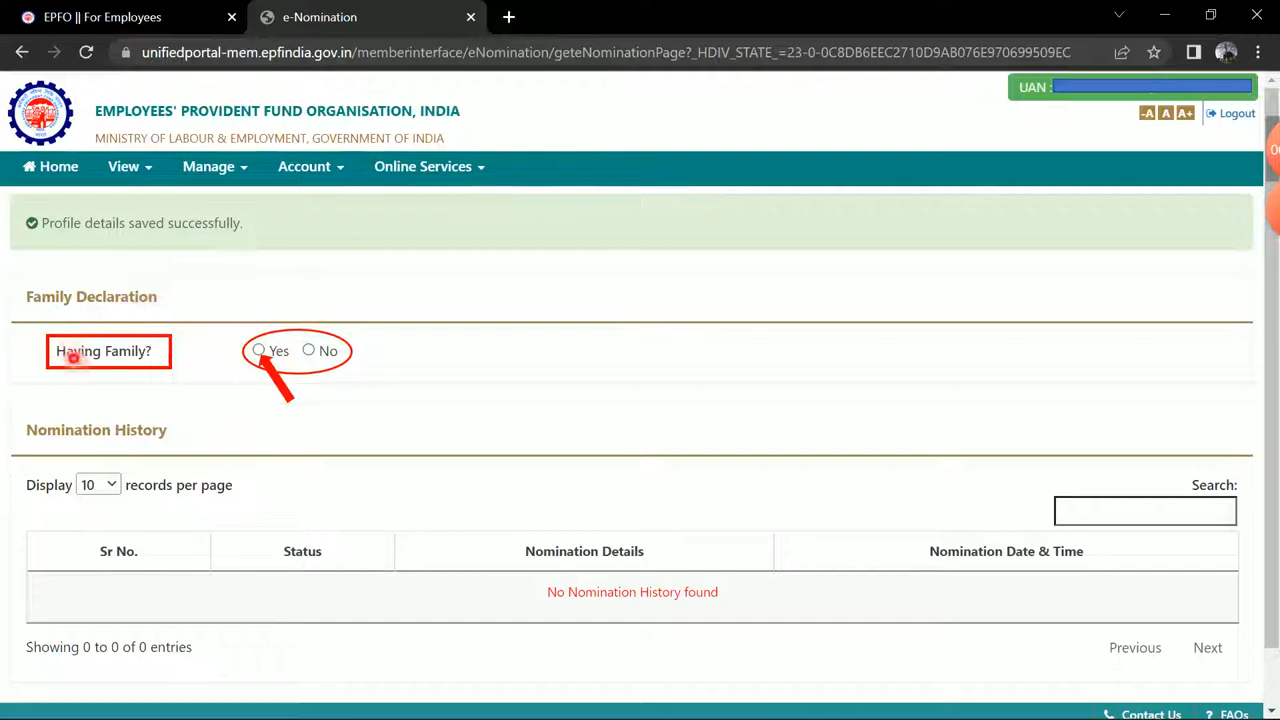 EPFO || For Employees
e-Nomination
unifiedportal-mem.epfindia.gov.in/memberinterface/eNomination/geteNominationPage?_HDIV_STATE_=23-0-0C8DB6EEC2710D9AB076E970699509EC
UAN :
EMPLOYEES' PROVIDENT FUND ORGANISATION, INDIA
-A A A+ Logout
MINISTRY OF LABOUR & EMPLOYMENT, GOVERNMENT OF INDIA
Home View Manage Account Online Services
Profile details saved successfully.
Family Declaration
Having Family? Yes No
Nomination History
Display 10 records per page
Search:
Sr No. Status Nomination Details Nomination Date & Time
No Nomination History found
Showing 0 to 0 of 0 entries
Previous Next
Contact Us ? FAQs